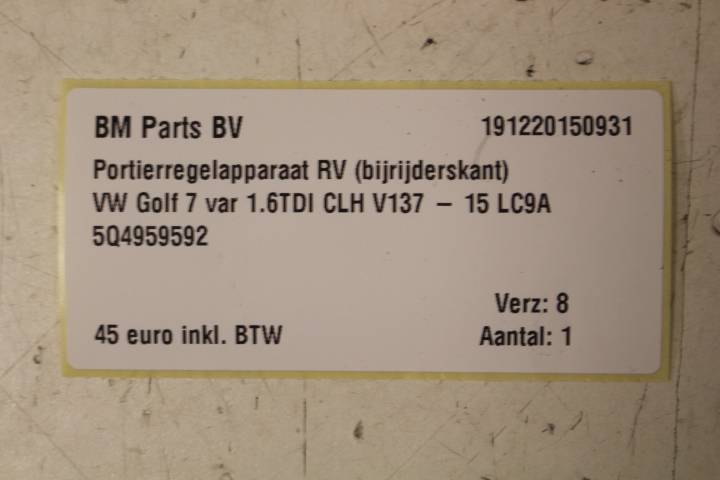 BM Parts BV 191220150931
Portierregelapparaat RV (bijrijderskant)
VW Golf 7 var 1.6TDI CLH V137 – 15 LC9A
5Q4959592
Verz: 8
45 euro inkl. BTW Aantal: 1